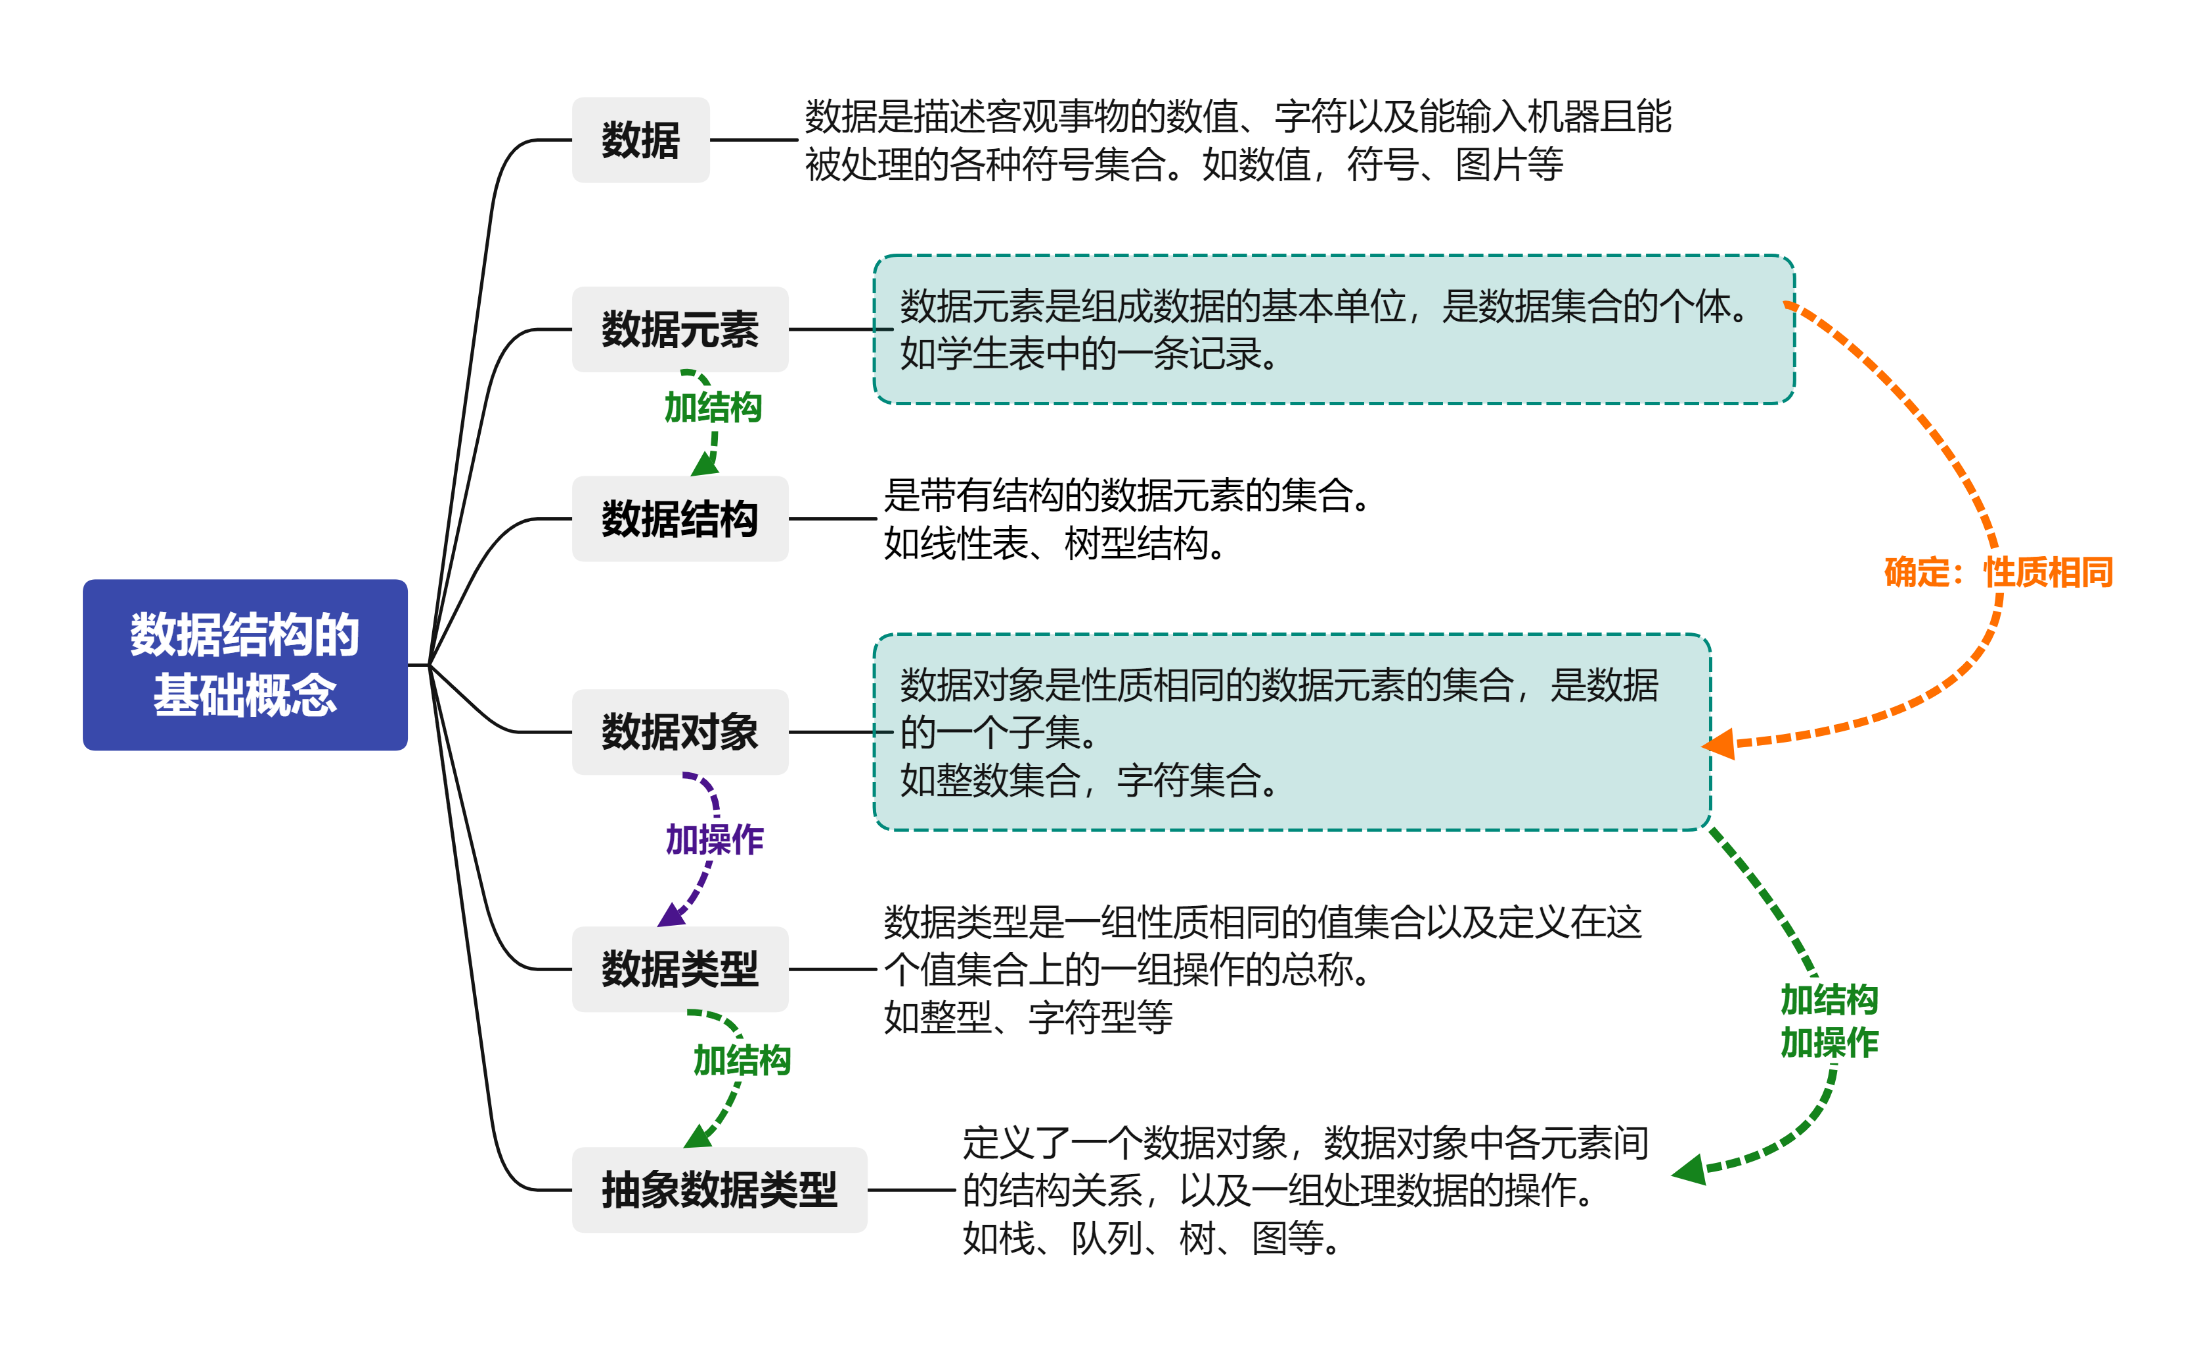 数据
数据是描述客观事物的数值、字符以及能输入机器且能
被处理的各种符号集合。如数值，符号、图片等
数据元素
数据元素是组成数据的基本单位，是数据集合的个体。
如学生表中的一条记录。
加结构
数据结构
是带有结构的数据元素的集合。
如线性表、树型结构。
确定：性质相同
数据结构的
基础概念
数据对象
数据对象是性质相同的数据元素的集合，是数据
的一个子集。
如整数集合，字符集合。
加操作
数据类型
数据类型是一组性质相同的值集合以及定义在这
个值集合上的一组操作的总称。
如整型、字符型等
加结构
加操作
加结构
抽象数据类型
定义了一个数据对象，数据对象中各元素间
的结构关系，以及一组处理数据的操作。
如栈、队列、树、图等。